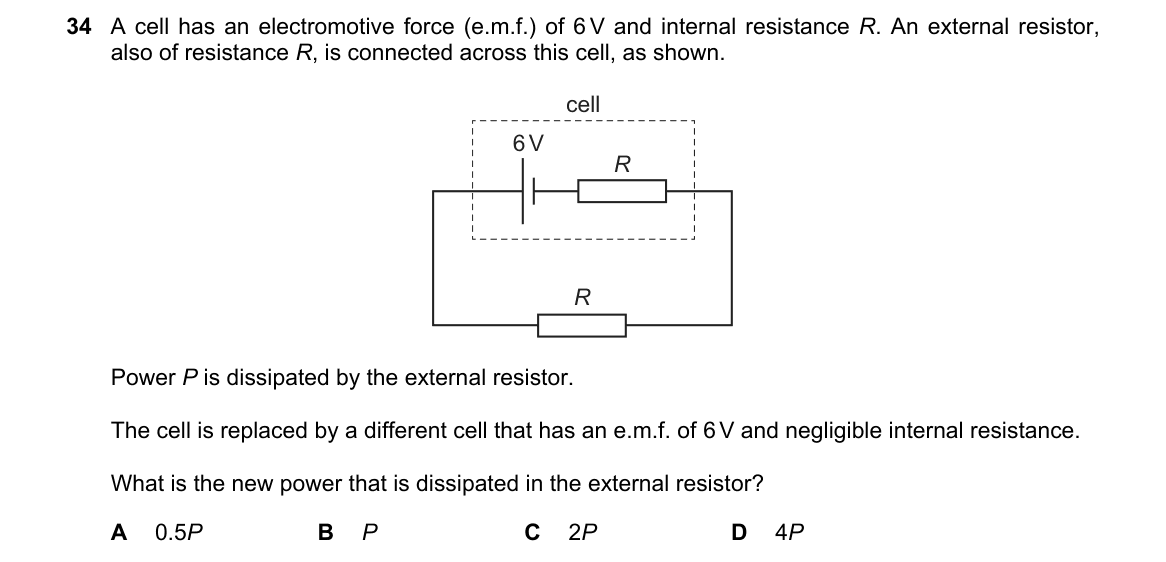 34 A cell has an electromotive force (e.m.f.) of 6 V and internal resistance R. An external resistor,
also of resistance R, is connected across this cell, as shown.
cell
6 V
R
R
Power P is dissipated by the external resistor.
The cell is replaced by a different cell that has an e.m.f. of 6 V and negligible internal resistance.
What is the new power that is dissipated in the external resistor?
A 0.5P B P C 2P D 4P